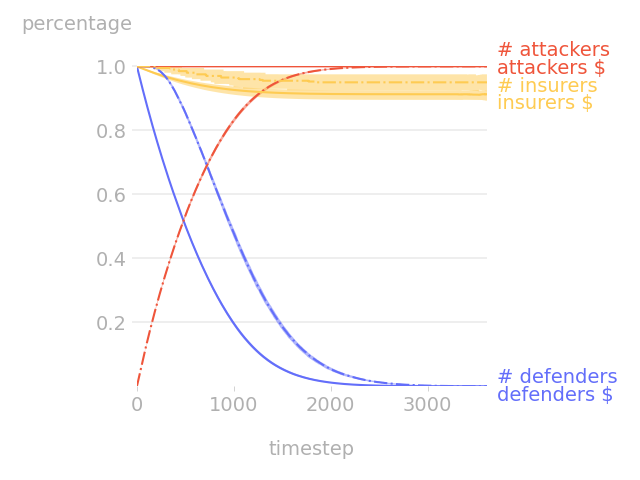 percentage
1.0
0.8
0.6
0.4
0.2
0
1000
2000
3000
timestep
# attackers
attackers $
# insurers
insurers $
# defenders
defenders $